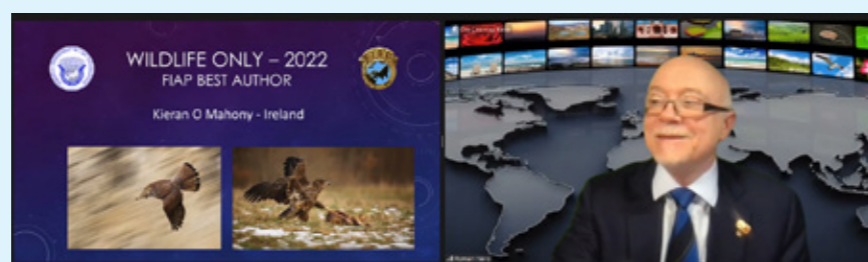 WILDLIFE ONLY – 2022
FIAP BEST AUTHOR
Kieran O Mahony - Ireland